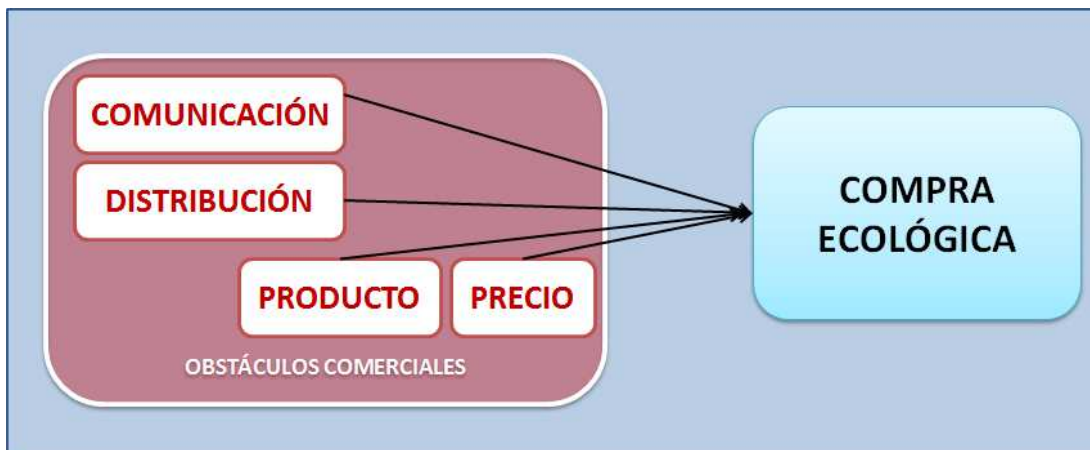 COMUNICACIÓN
DISTRIBUCIÓN
PRODUCTO
PRECIO
OBSTÁCULOS COMERCIALES
COMPRA
ECOLÓGICA